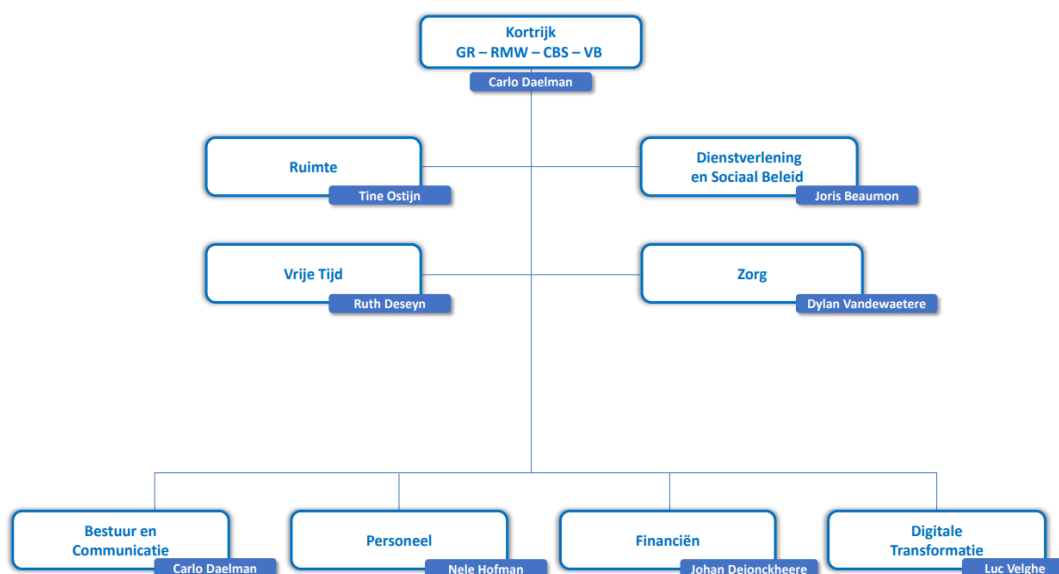 Kortrijk
GR – RMW – CBS – VB
Carlo Daelman
Ruimte
Tine Ostijn
Dienstverlening
en Sociaal Beleid
Joris Beaumon
Vrije Tijd
Ruth Deseyn
Zorg
Dylan Vandewaetere
Bestuur en
Communicatie
Carlo Daelman
Personeel
Nele Hofman
Financiën
Johan Dejonckheere
Digitale
Transformatie
Luc Velghe